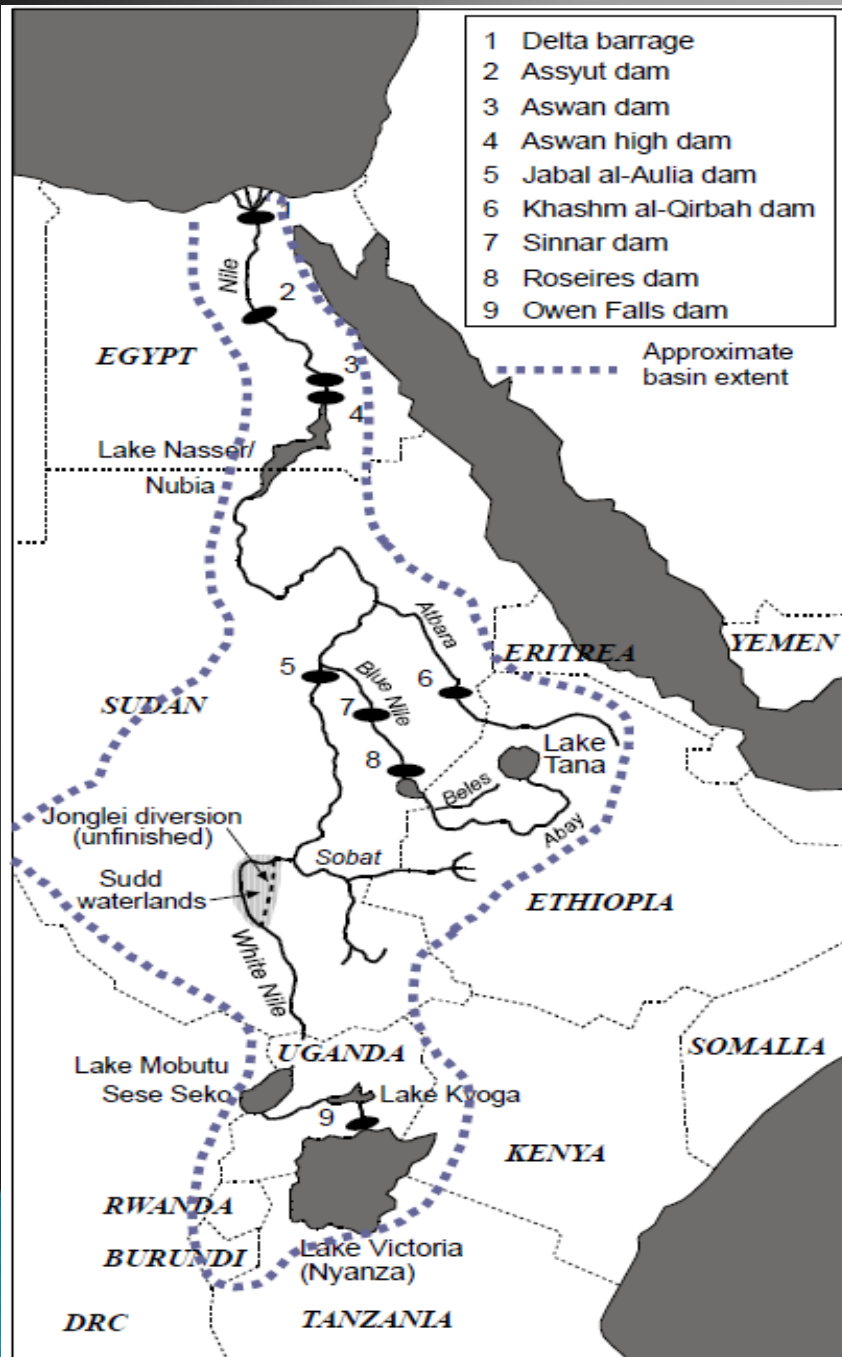 1 Delta barrage
2 Assyut dam
3 Aswan dam
4 Aswan high dam
5 Jabal al-Aulia dam
6 Khashm al-Qirbah dam
7 Sinnar dam
8 Roseires dam
9 Owen Falls dam
Approximate
basin extent
1
Nile
2
EGYPT
3
4
Lake Nasser/
Nubia
Atbara
ERITREA
YEMEN
5
Blue Nile
6
SUDAN
7
Lake
Tana
8
Beles
Abay
Jonglei diversion
(unfinished)
Sobat
Sudd
waterlands
ETHIOPIA
White Nile
UGANDA
SOMALIA
Lake Mobutu
Sese Seko
Lake Kyoga
9
KENYA
RWANDA
BURUNDI
Lake Victoria
(Nyanza)
DRC
TANZANIA